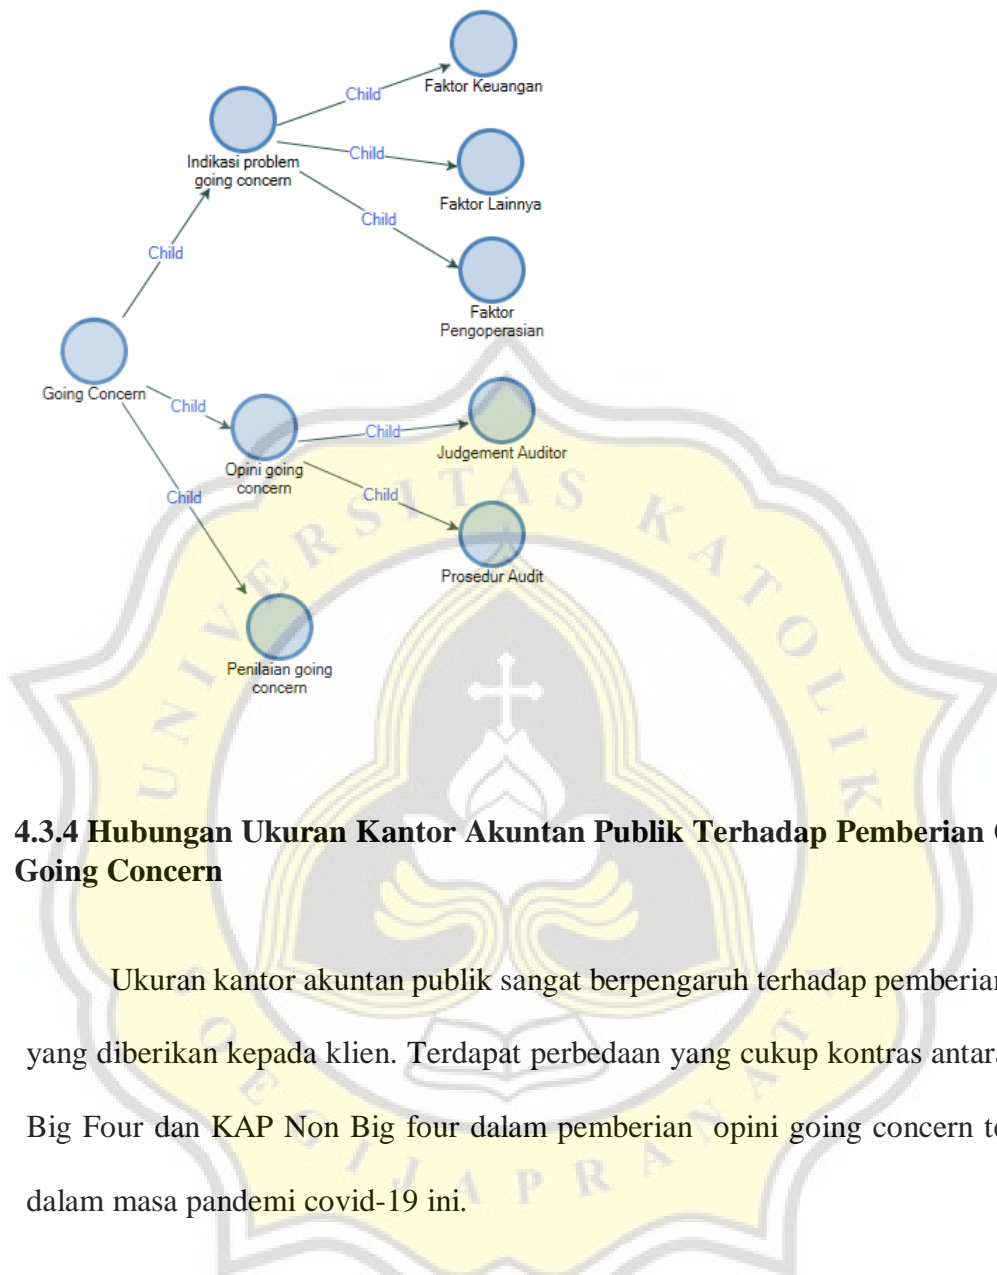 Faktor Keuangan
Child
Indikasi problem
going concern
Child
Faktor Lainnya
Child
Faktor
Pengoperasian
Child
Going Concern
Child
Opini going
concern
Child
Judgement Auditor
Child
Prosedur Audit
Child
Penilaian going
concern
UNIVERSITAS KATOLIK
4.3.4 Hubungan Ukuran Kantor Akuntan Publik Terhadap Pemberian
Going Concern
Ukuran kantor akuntan publik sangat berpengaruh terhadap pemberian
yang diberikan kepada klien. Terdapat perbedaan yang cukup kontras antara
Big Four dan KAP Non Big four dalam pemberian opini going concern
dalam masa pandemi covid-19 ini.
SOEGIJAPRANATA